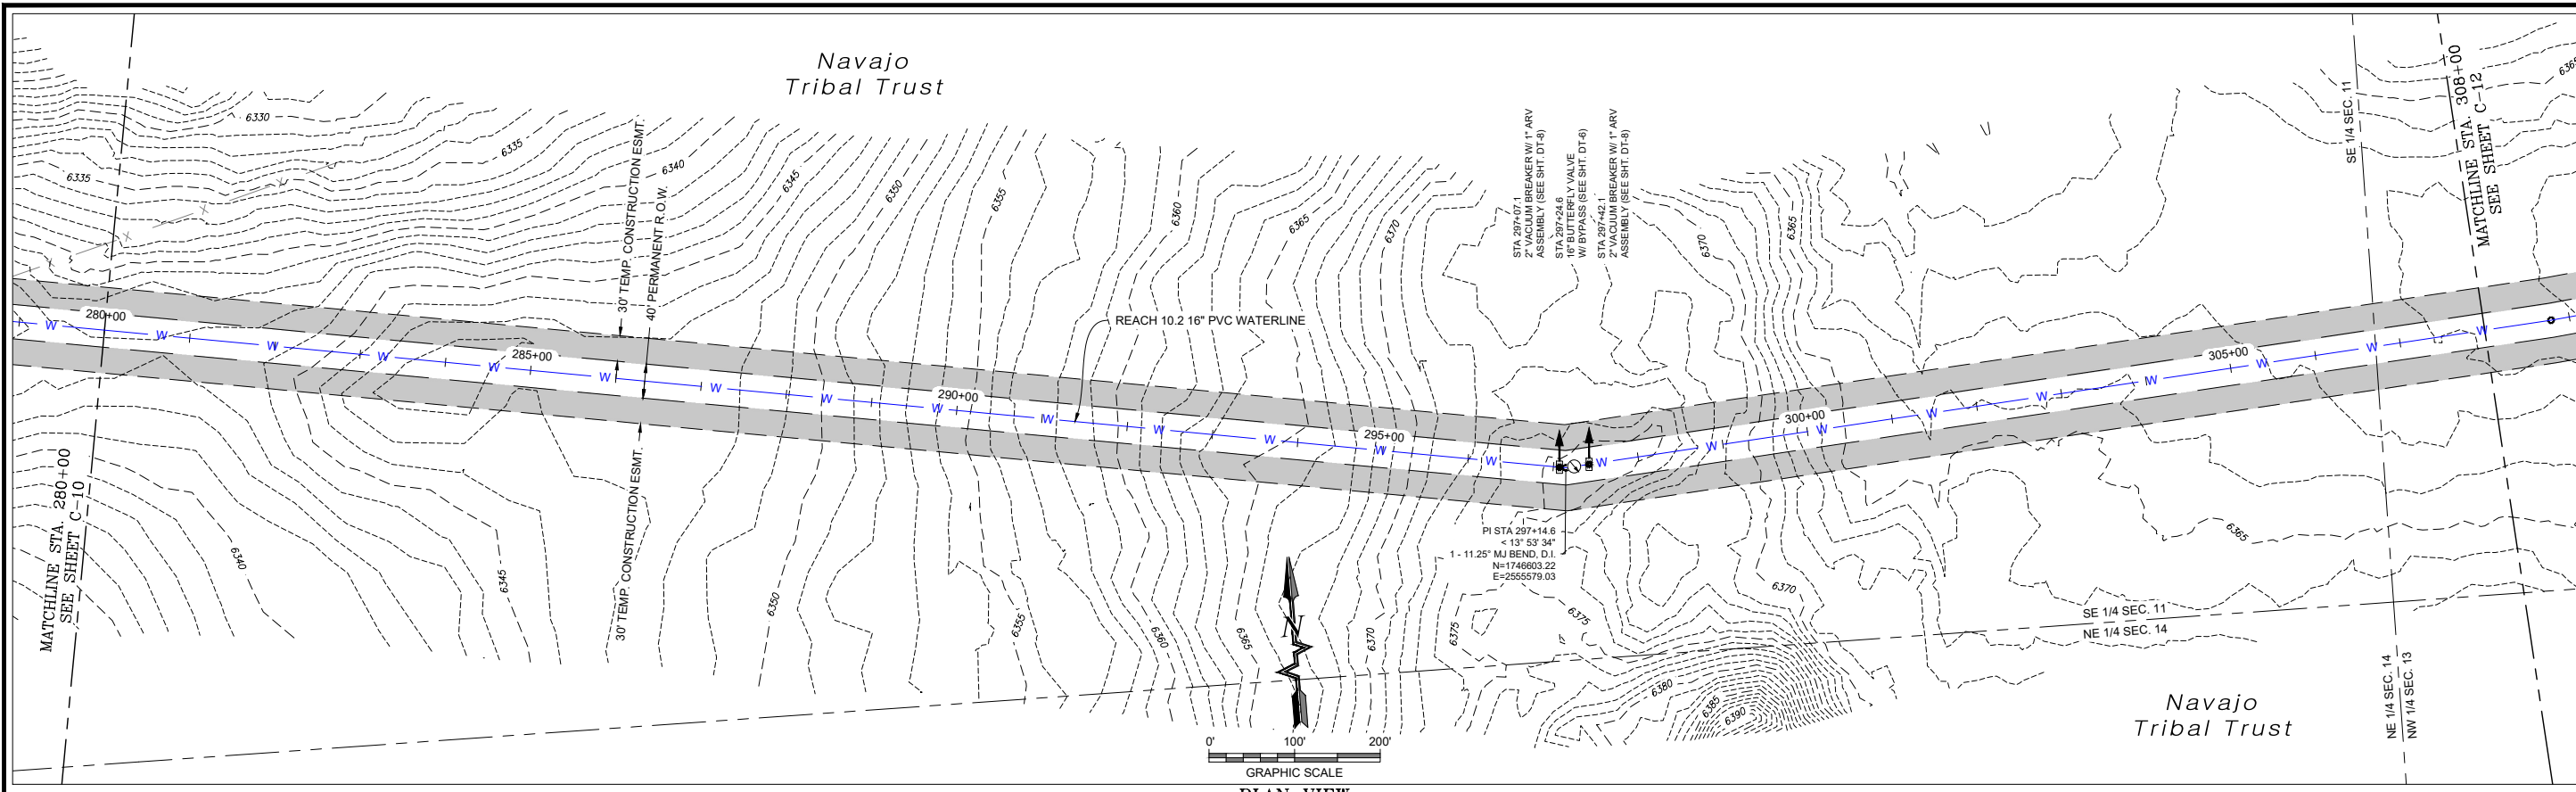 Navajo
Tribal Trust
6330
6335
6335
6340
6345
6350
6355
6360
6365
6370
6370
6365
6365
30' TEMP. CONSTRUCTION ESMT.
40' PERMANENT R.O.W.
STA 297+07.1
2" VACUUM BREAKER W/ 1" ARV
ASSEMBLY (SEE SHT. DT-8)
STA 297+24.6
16" BUTTERFLY VALVE
W/ BYPASS (SEE SHT. DT-6)
STA 297+42.1
2" VACUUM BREAKER W/ 1" ARV
ASSEMBLY (SEE SHT. DT-8)
SE 1/4 SEC. 11
MATCHLINE STA. 308+00
SEE SHEET C-12
280+00
285+00
290+00
295+00
300+00
305+00
W W W W W W W W W W W W W W W W W W W W W W W
REACH 10.2 16" PVC WATERLINE
MATCHLINE STA. 280+00
SEE SHEET C-10
30' TEMP. CONSTRUCTION ESMT.
PI STA 297+14.6
< 13° 53' 34"
1 - 11.25° MJ BEND, D.I.
N=1746603.22
E=2555579.03
6340
6345
6350
6355
6360
6365
6370
6375
6375
6370
6365
6380
6385
6390
N
SE 1/4 SEC. 11
NE 1/4 SEC. 14
NE 1/4 SEC. 14
NW 1/4 SEC. 13
Navajo
Tribal Trust
0' 100' 200'
GRAPHIC SCALE
PLAN VIEW